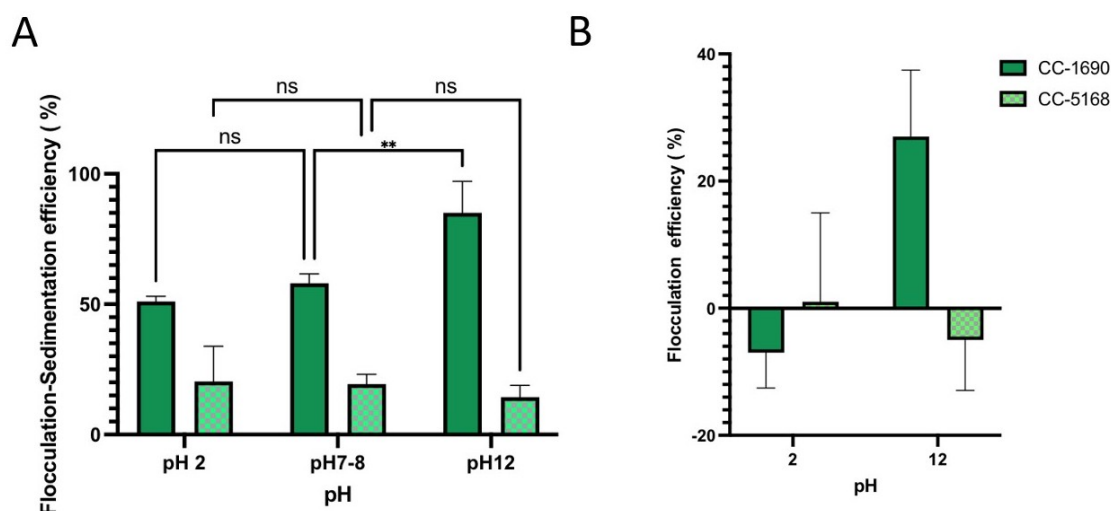 A
Flocculation-Sedimentation efficiency ( %)
ns
ns
ns
**
100
50
0
pH 2
pH7-8
pH12
pH
B
Flocculation efficiency ( %)
40
20
0
-20
2
12
pH
CC-1690
CC-5168